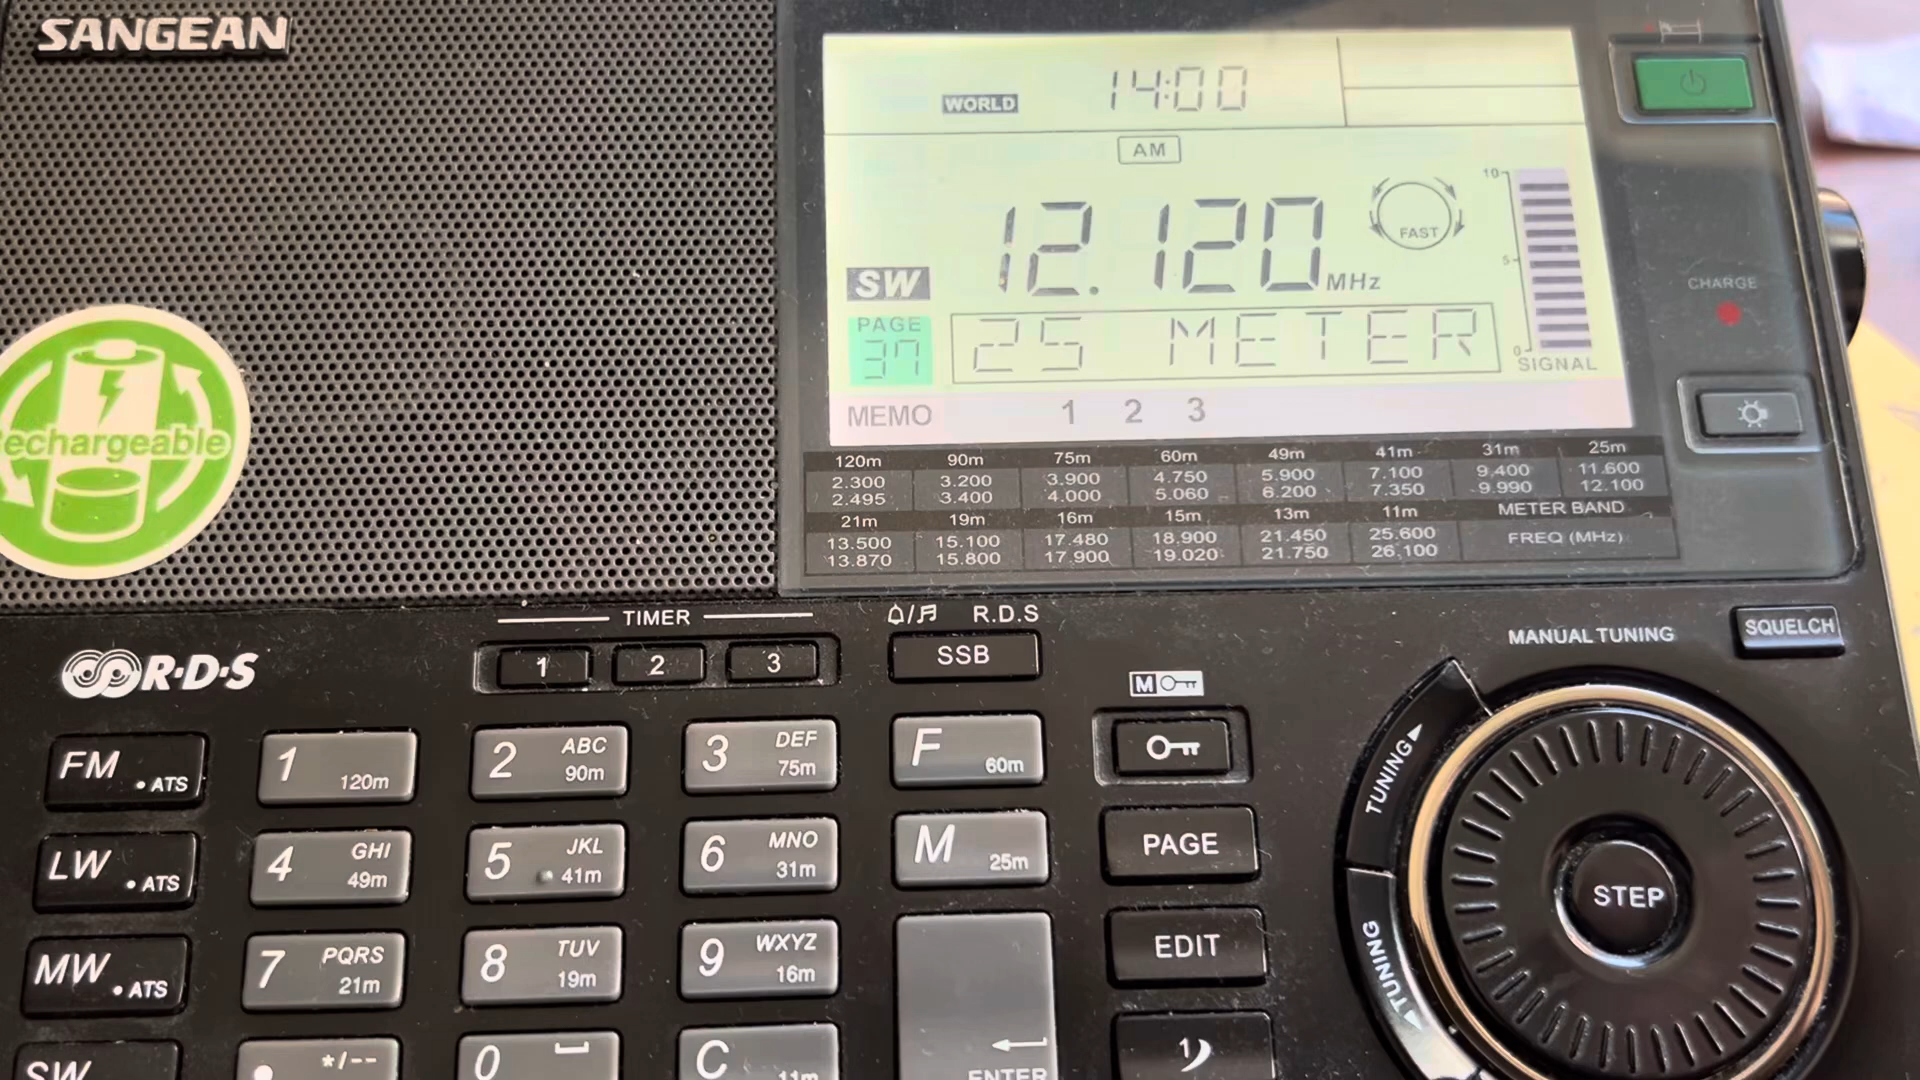 SANGEAN
WORLD 14:00
AM
12.120 MHz
FAST
10
5
0
SIGNAL
SW
PAGE
37
25 METER
MEMO 1 2 3
CHARGE
120m 90m 75m 60m 49m 41m 31m 25m
2.300 3.200 3.900 4.750 5.900 7.100 9.400 11.600
2.495 3.400 4.000 5.060 6.200 7.350 9.990 12.100
21m 19m 16m 15m 13m 11m METER BAND
13.500 15.100 17.480 18.900 21.450 25.600 FREQ (MHz)
13.870 15.800 17.900 19.020 21.750 26.100
echargeable
R·D·S
TIMER
1 2 3
R.D.S
SSB
MANUAL TUNING
SQUELCH
M
FM • ATS
1 120m
2 ABC 90m
3 DEF 75m
F 60m
TUNING
LW • ATS
4 GHI 49m
5 JKL 41m
6 MNO 31m
M 25m
PAGE
STEP
MW • ATS
7 PQRS 21m
8 TUV 19m
9 WXYZ 16m
EDIT
TUNING
SW
• */--
0
C 11m
ENTER
1